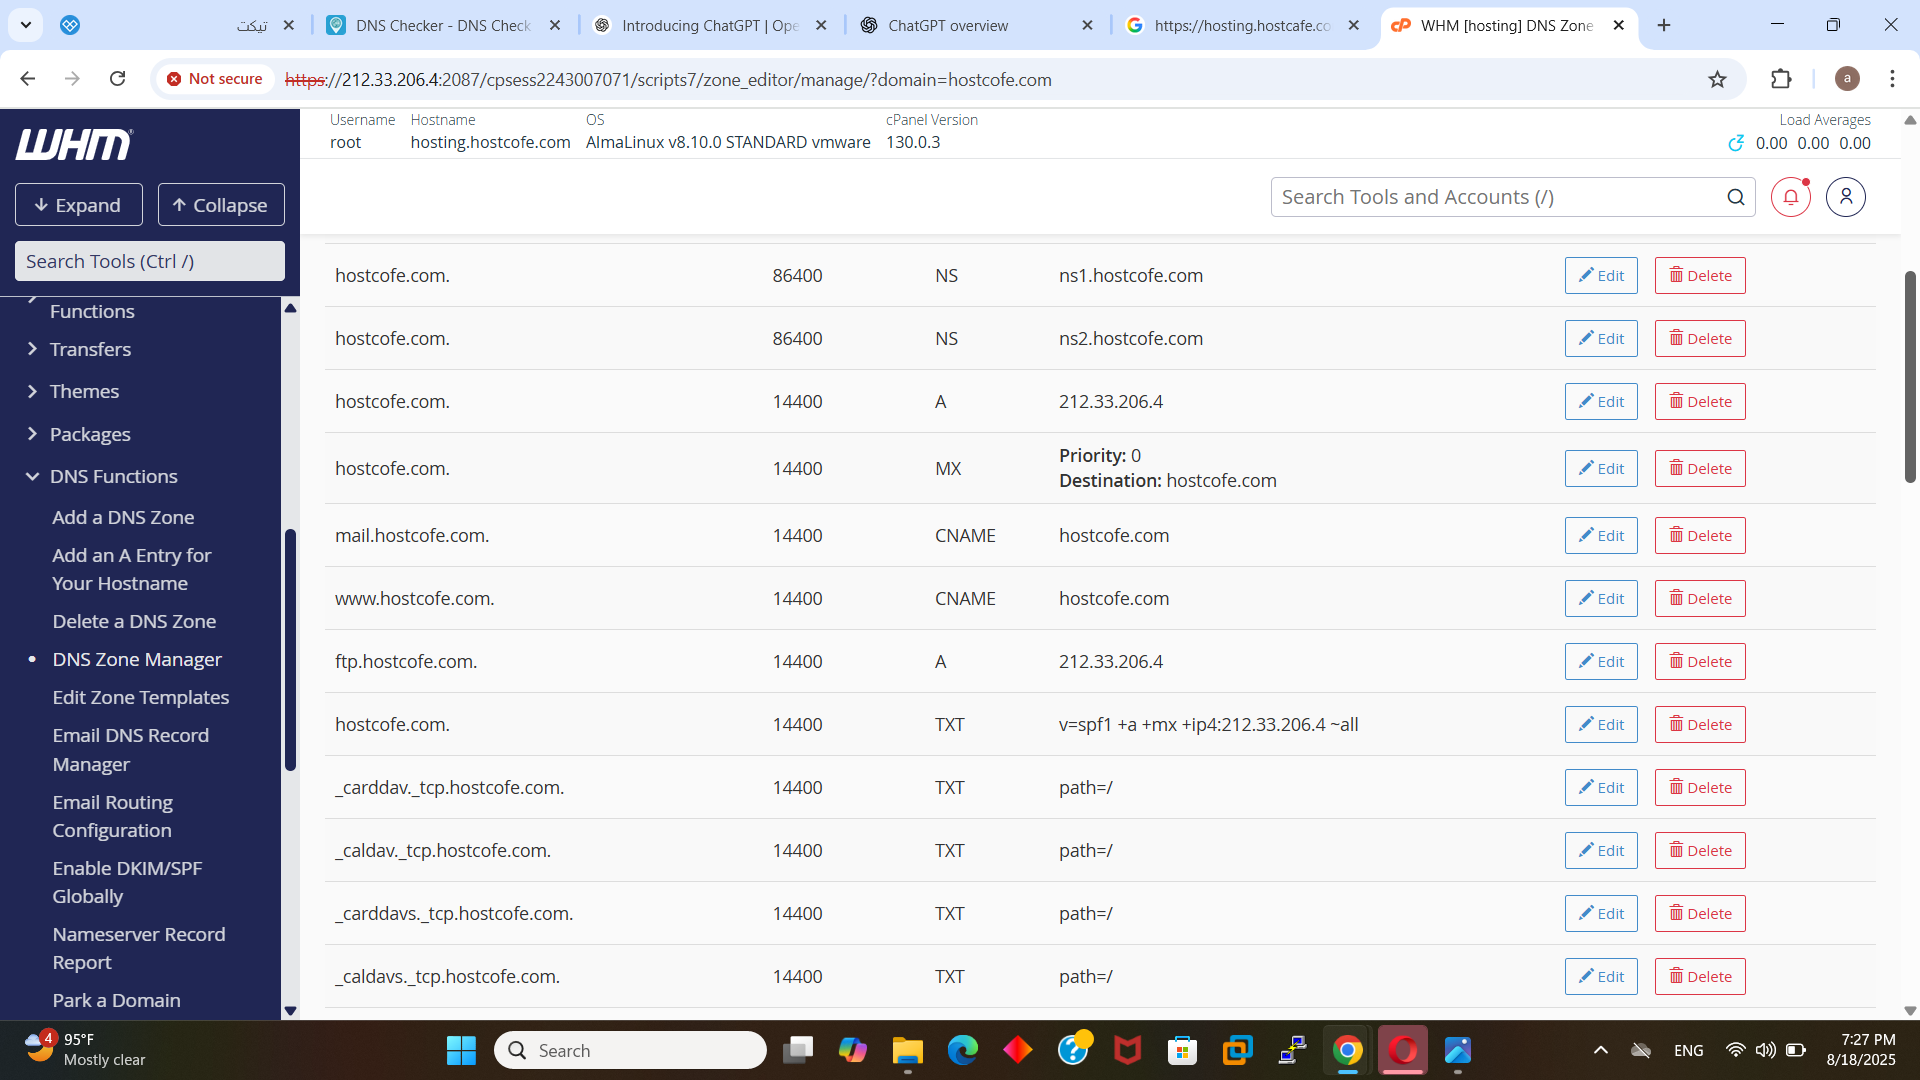 تیکت
DNS Checker - DNS Check
Introducing ChatGPT | Ope
ChatGPT overview
https://hosting.hostcafe.co
WHM [hosting] DNS Zone
Not secure
https://212.33.206.4:2087/cpsess2243007071/scripts7/zone_editor/manage/?domain=hostcofe.com
a
WHM
Expand
Collapse
Search Tools (Ctrl /)
Functions
Transfers
Themes
Packages
DNS Functions
Add a DNS Zone
Add an A Entry for
Your Hostname
Delete a DNS Zone
DNS Zone Manager
Edit Zone Templates
Email DNS Record
Manager
Email Routing
Configuration
Enable DKIM/SPF
Globally
Nameserver Record
Report
Park a Domain
Username Hostname OS cPanel Version Load Averages
root hosting.hostcofe.com AlmaLinux v8.10.0 STANDARD vmware 130.0.3 0.00 0.00 0.00
Search Tools and Accounts (/)
hostcofe.com. 86400 NS ns1.hostcofe.com Edit Delete
hostcofe.com. 86400 NS ns2.hostcofe.com Edit Delete
hostcofe.com. 14400 A 212.33.206.4 Edit Delete
hostcofe.com. 14400 MX Priority: 0
Destination: hostcofe.com Edit Delete
mail.hostcofe.com. 14400 CNAME hostcofe.com Edit Delete
www.hostcofe.com. 14400 CNAME hostcofe.com Edit Delete
ftp.hostcofe.com. 14400 A 212.33.206.4 Edit Delete
hostcofe.com. 14400 TXT v=spf1 +a +mx +ip4:212.33.206.4 ~all Edit Delete
_carddav._tcp.hostcofe.com. 14400 TXT path=/ Edit Delete
_caldav._tcp.hostcofe.com. 14400 TXT path=/ Edit Delete
_carddavs._tcp.hostcofe.com. 14400 TXT path=/ Edit Delete
_caldavs._tcp.hostcofe.com. 14400 TXT path=/ Edit Delete
4
95°F
Mostly clear
Search
ENG
7:27 PM
8/18/2025